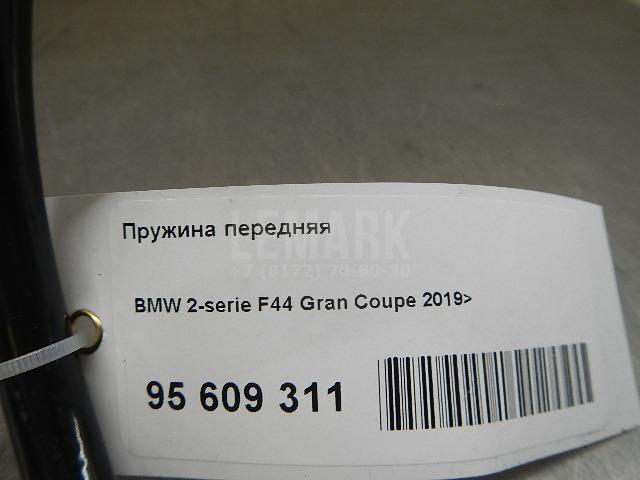 Пружина передняя
LEMARK
+7 (8172) 70-60-30
BMW 2-serie F44 Gran Coupe 2019>
95 609 311